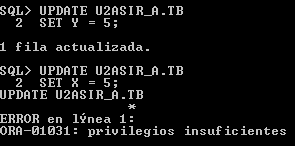 SQL> UPDATE U2ASIR_A.TB
  2  SET Y = 5;
1 fila actualizada.
SQL> UPDATE U2ASIR_A.TB
  2  SET X = 5;
UPDATE U2ASIR_A.TB
*
ERROR en lýnea 1:
ORA-01031: privilegios insuficientes